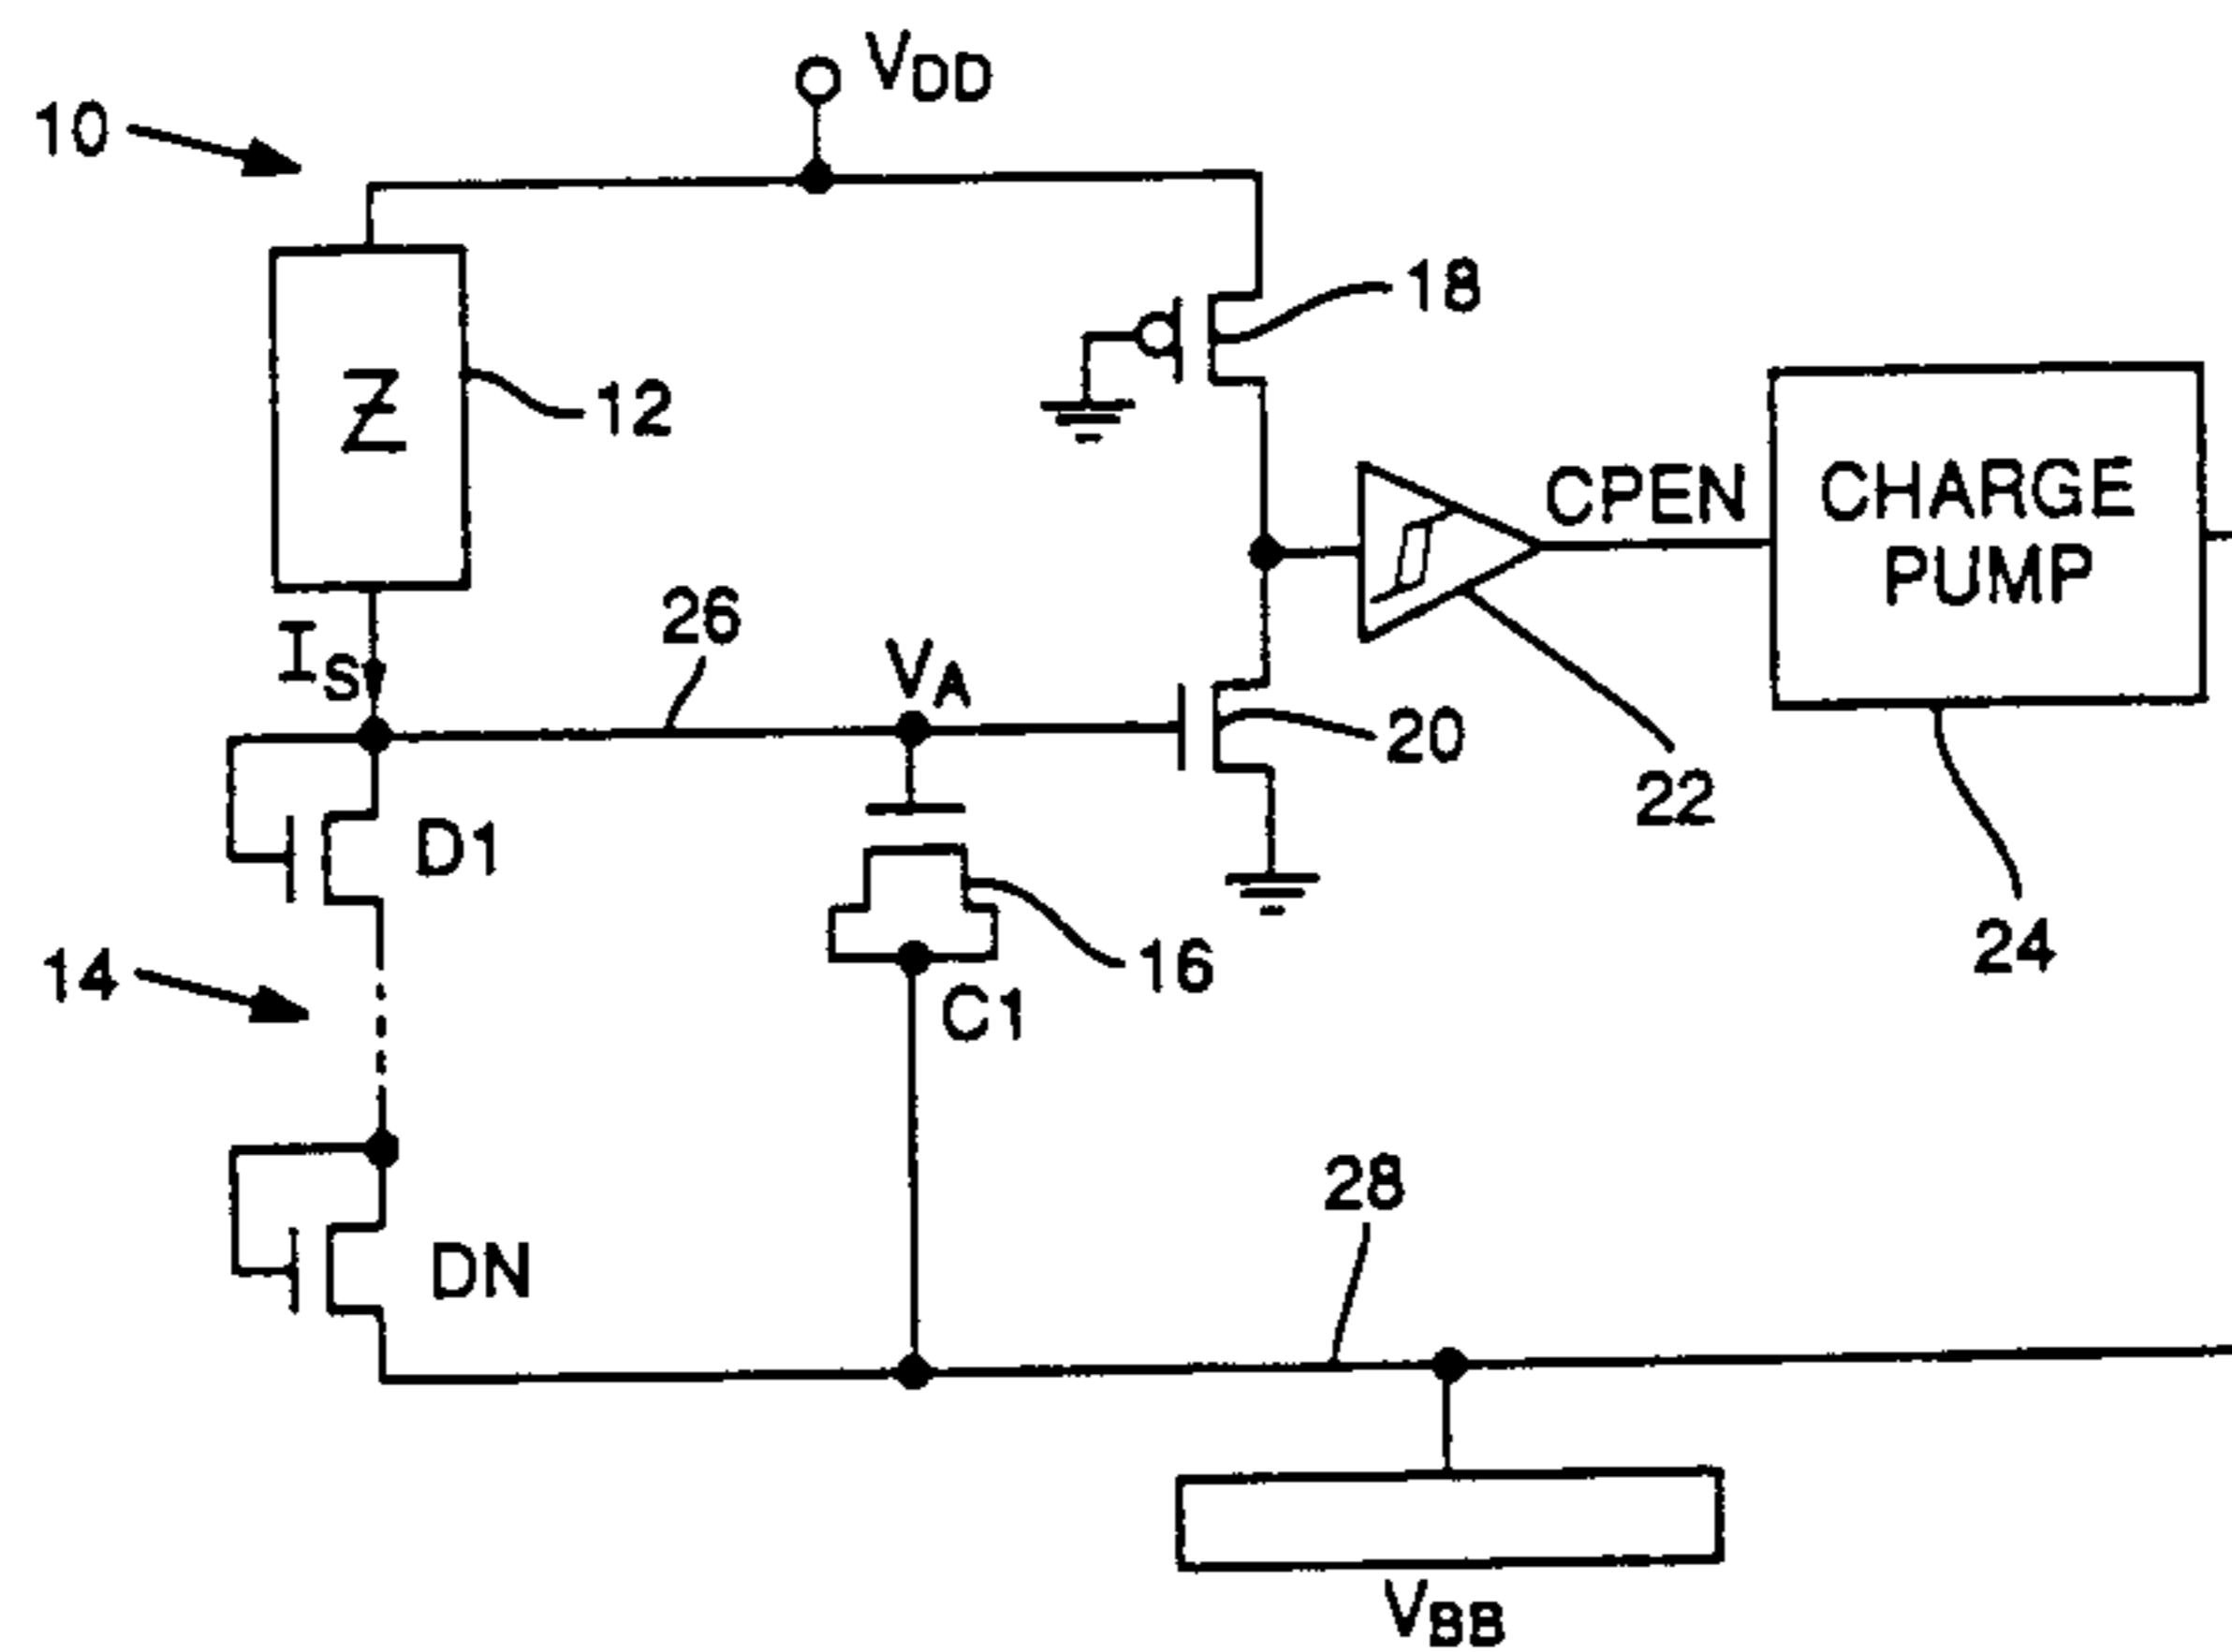 VDD
10
18
Z
12
CPEN
CHARGE
PUMP
IS
26
VA
20
22
D1
14
16
24
C1
28
DN
VBB